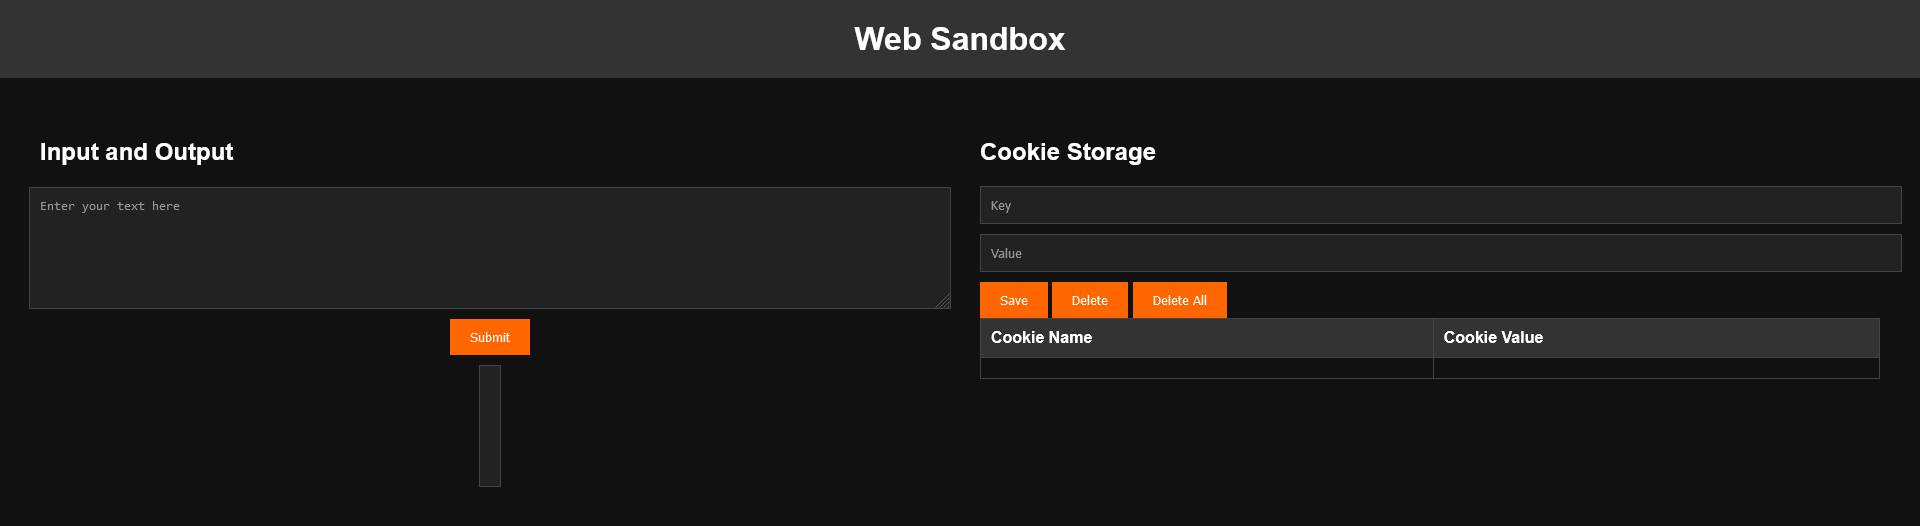 Web Sandbox
Input and Output
Enter your text here
Submit
Cookie Storage
Key
Value
Save Delete Delete All
Cookie Name Cookie Value